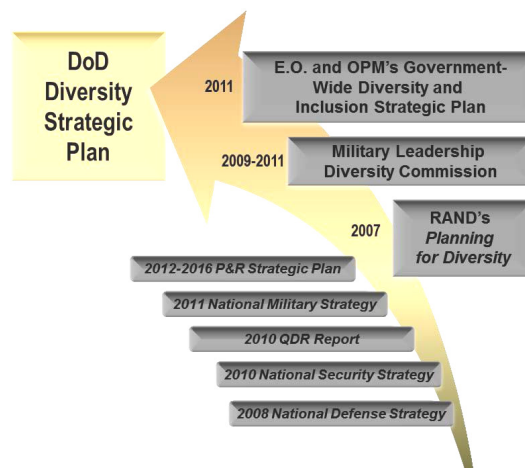 DoD
Diversity
Strategic
Plan
2011
E.O. and OPM's Government-
Wide Diversity and
Inclusion Strategic Plan
2009-2011
Military Leadership
Diversity Commission
2007
RAND's
Planning
for Diversity
2012-2016 P&R Strategic Plan
2011 National Military Strategy
2010 QDR Report
2010 National Security Strategy
2008 National Defense Strategy